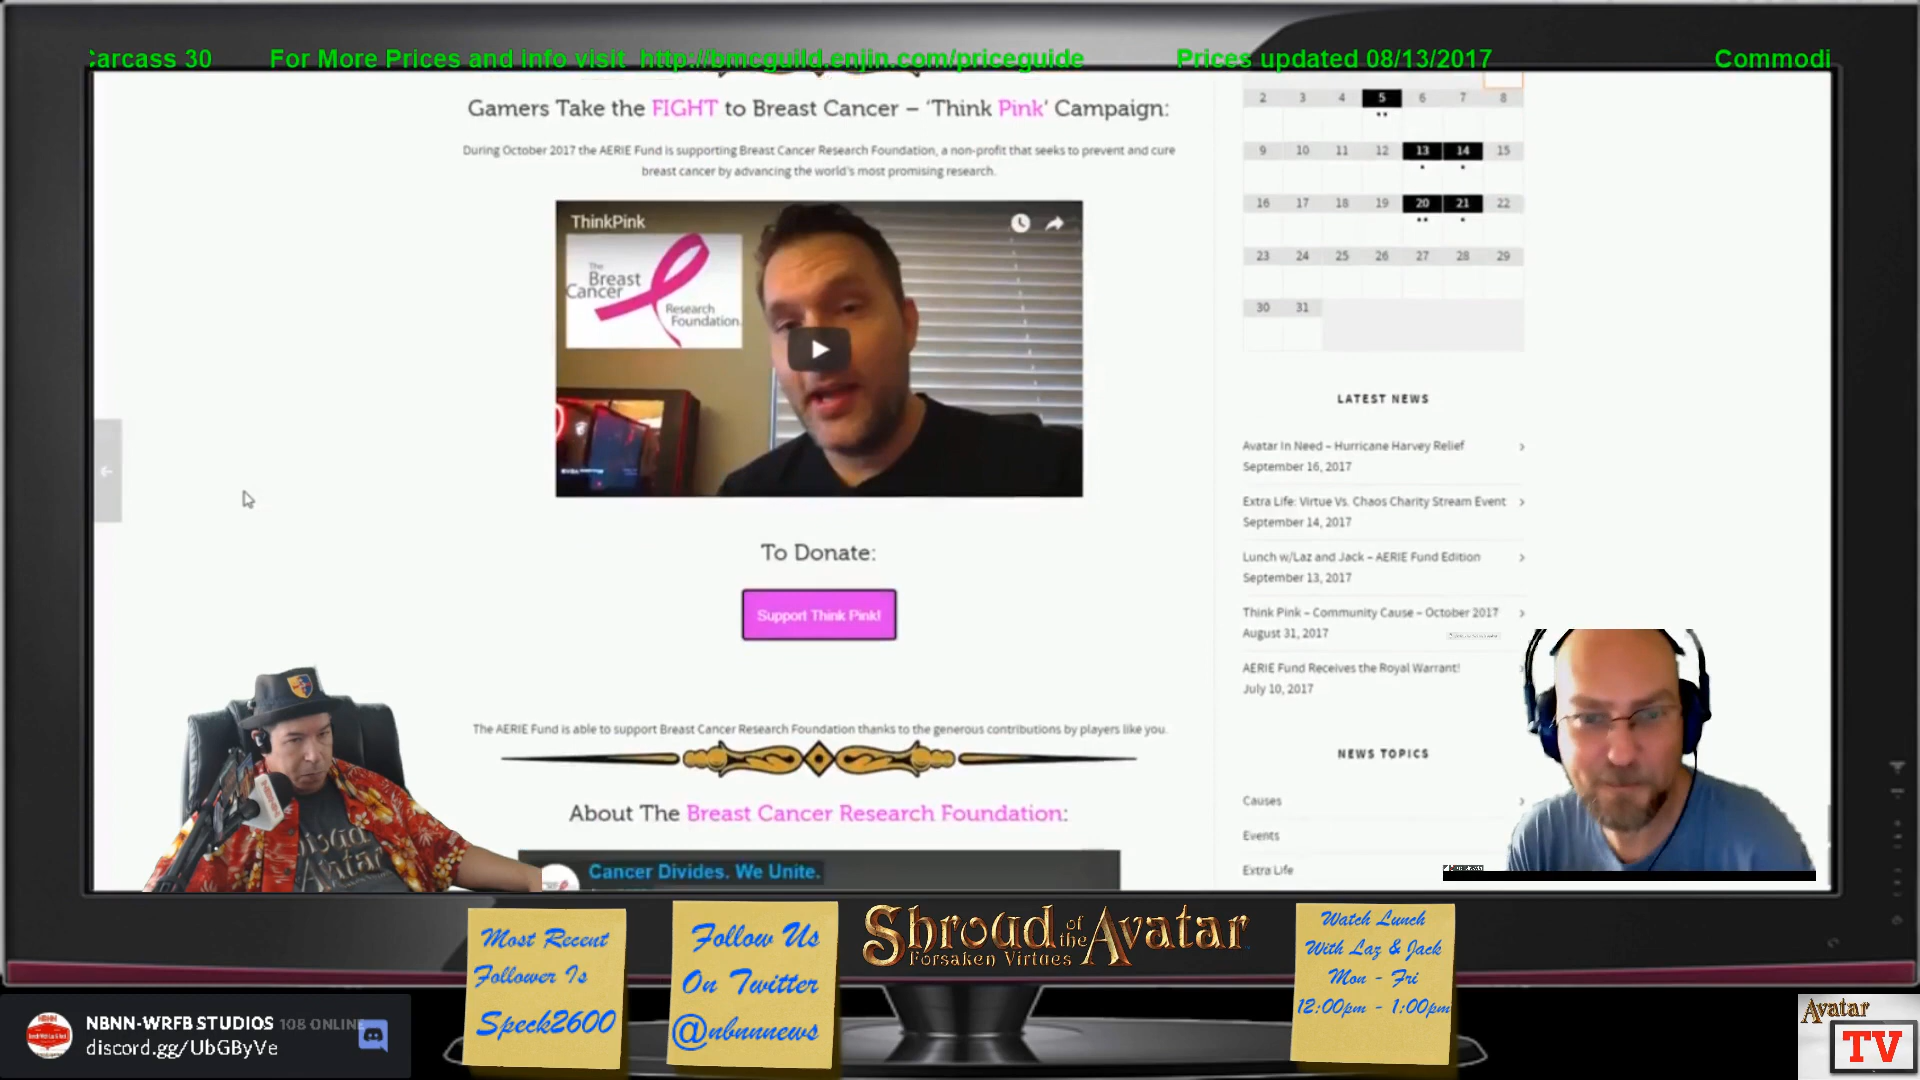 Carcass 30 For More Prices and info visit http://bmcguild.enjin.com/priceguide Prices updated 08/13/2017 Commodi
Gamers Take the FIGHT to Breast Cancer – ‘Think Pink’ Campaign:
During October 2017 the AERIE Fund is supporting Breast Cancer Research Foundation, a non-profit that seeks to prevent and cure
breast cancer by advancing the world's most promising research.
ThinkPink
The
Breast
Cancer
Research
Foundation.
To Donate:
Support Think Pink!
The AERIE Fund is able to support Breast Cancer Research Foundation thanks to the generous contributions by players like you.
About The Breast Cancer Research Foundation:
Cancer Divides. We Unite.
2 3 4 5 6 7 8
9 10 11 12 13 14 15
16 17 18 19 20 21 22
23 24 25 26 27 28 29
30 31
LATEST NEWS
Avatar In Need – Hurricane Harvey Relief
September 16, 2017
Extra Life: Virtue Vs. Chaos Charity Stream Event
September 14, 2017
Lunch w/Laz and Jack – AERIE Fund Edition
September 13, 2017
Think Pink – Community Cause – October 2017
August 31, 2017
AERIE Fund Receives the Royal Warrant!
July 10, 2017
NEWS TOPICS
Causes
Events
Extra Life
Avatar
Most Recent
Follower Is
Speck2600
Follow Us
On Twitter
@nbnnnews
Shroud of the Avatar
Forsaken Virtues
Watch Lunch
With Laz & Jack
Mon - Fri
12:00pm - 1:00pm
NBNN-WRFB STUDIOS 108 ONLINE
discord.gg/UbGByVe
Avatar
TV